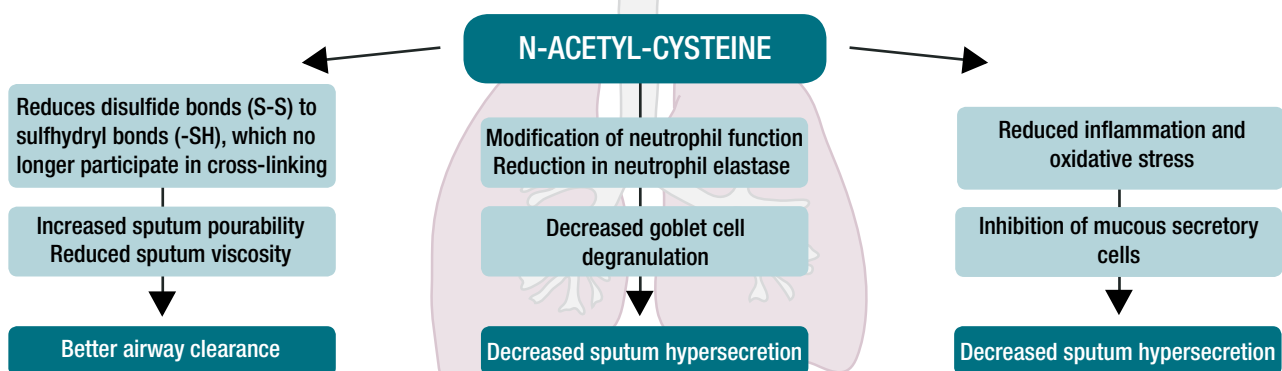 N-ACETYL-CYSTEINE
Reduces disulfide bonds (S-S) to
sulfhydryl bonds (-SH), which no
longer participate in cross-linking
Increased sputum pourability
Reduced sputum viscosity
Better airway clearance
Modification of neutrophil function
Reduction in neutrophil elastase
Decreased goblet cell
degranulation
Decreased sputum hypersecretion
Reduced inflammation and
oxidative stress
Inhibition of mucous secretory
cells
Decreased sputum hypersecretion